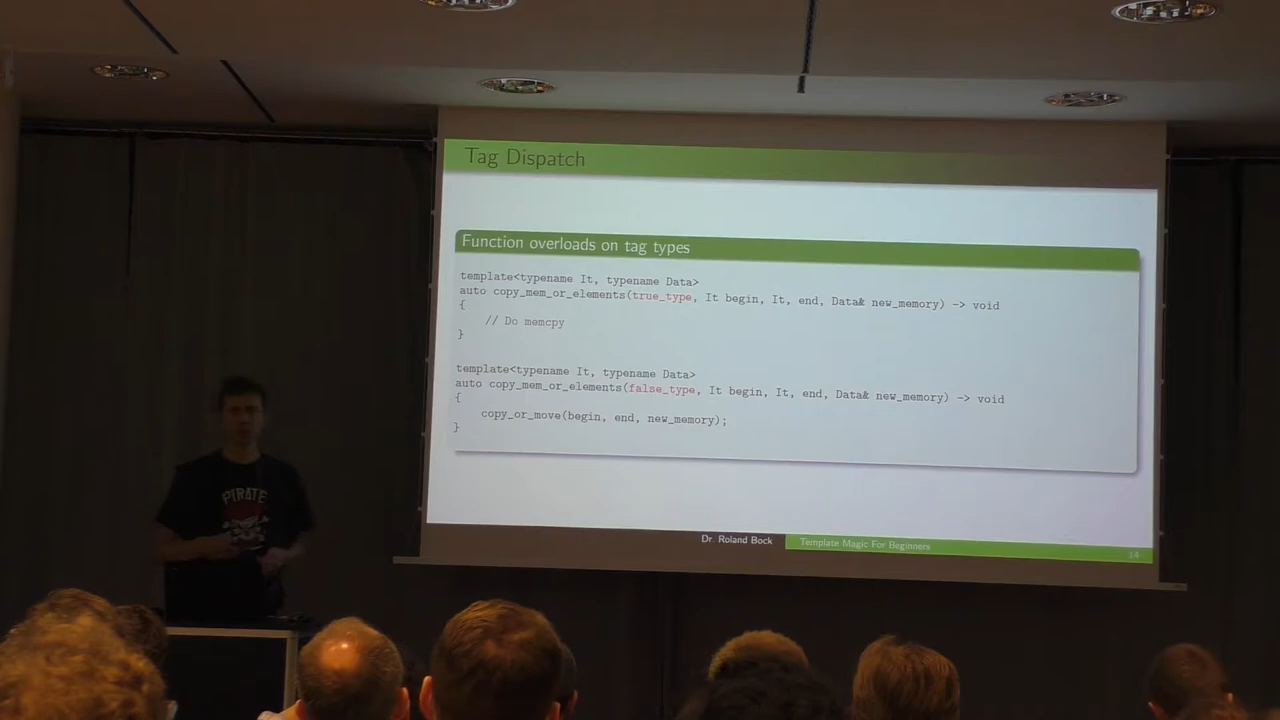 Tag Dispatch
Function overloads on tag types
template<typename It, typename Data>
auto copy_mem_or_elements(true_type, It begin, It, end, Data& new_memory) -> void
{
// Do memcpy
}
template<typename It, typename Data>
auto copy_mem_or_elements(false_type, It begin, It, end, Data& new_memory) -> void
{
copy_or_move(begin, end, new_memory);
}
Dr. Roland Bock
Template Magic For Beginners
14
PIRATE